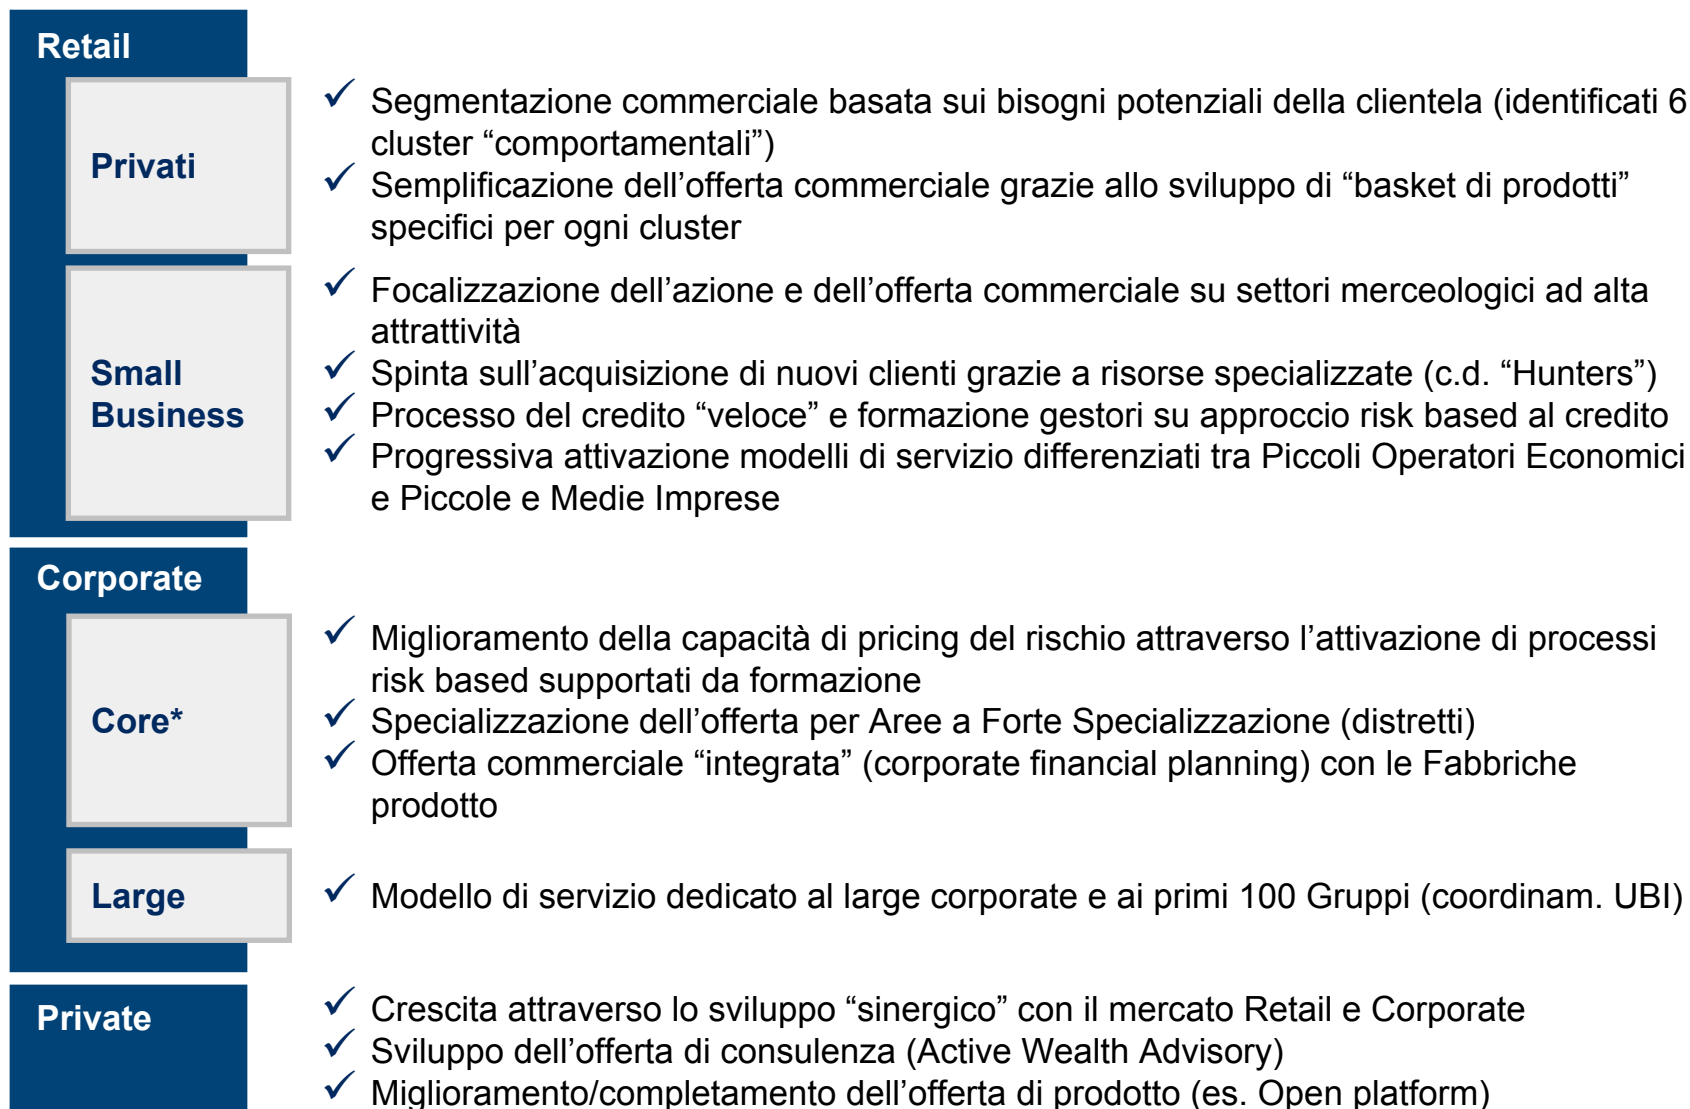 Retail
Privati
✓ Segmentazione commerciale basata sui bisogni potenziali della clientela (identificati 6
cluster “comportamentali”)
✓ Semplificazione dell’offerta commerciale grazie allo sviluppo di “basket di prodotti”
specifici per ogni cluster
Small
Business
✓ Focalizzazione dell’azione e dell’offerta commerciale su settori merceologici ad alta
attrattività
✓ Spinta sull’acquisizione di nuovi clienti grazie a risorse specializzate (c.d. “Hunters”)
✓ Processo del credito “veloce” e formazione gestori su approccio risk based al credito
✓ Progressiva attivazione modelli di servizio differenziati tra Piccoli Operatori Economici
e Piccole e Medie Imprese
Corporate
Core*
✓ Miglioramento della capacità di pricing del rischio attraverso l’attivazione di processi
risk based supportati da formazione
✓ Specializzazione dell’offerta per Aree a Forte Specializzazione (distretti)
✓ Offerta commerciale “integrata” (corporate financial planning) con le Fabbriche
prodotto
Large
✓ Modello di servizio dedicato al large corporate e ai primi 100 Gruppi (coordinam. UBI)
Private
✓ Crescita attraverso lo sviluppo “sinergico” con il mercato Retail e Corporate
✓ Sviluppo dell’offerta di consulenza (Active Wealth Advisory)
✓ Miglioramento/completamento dell’offerta di prodotto (es. Open platform)